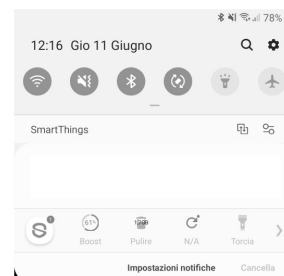 78%
12:16 Gio 11 Giugno
SmartThings
S
61%
Boost Pulire N/A Torcia
Impostazioni notifiche Cancella